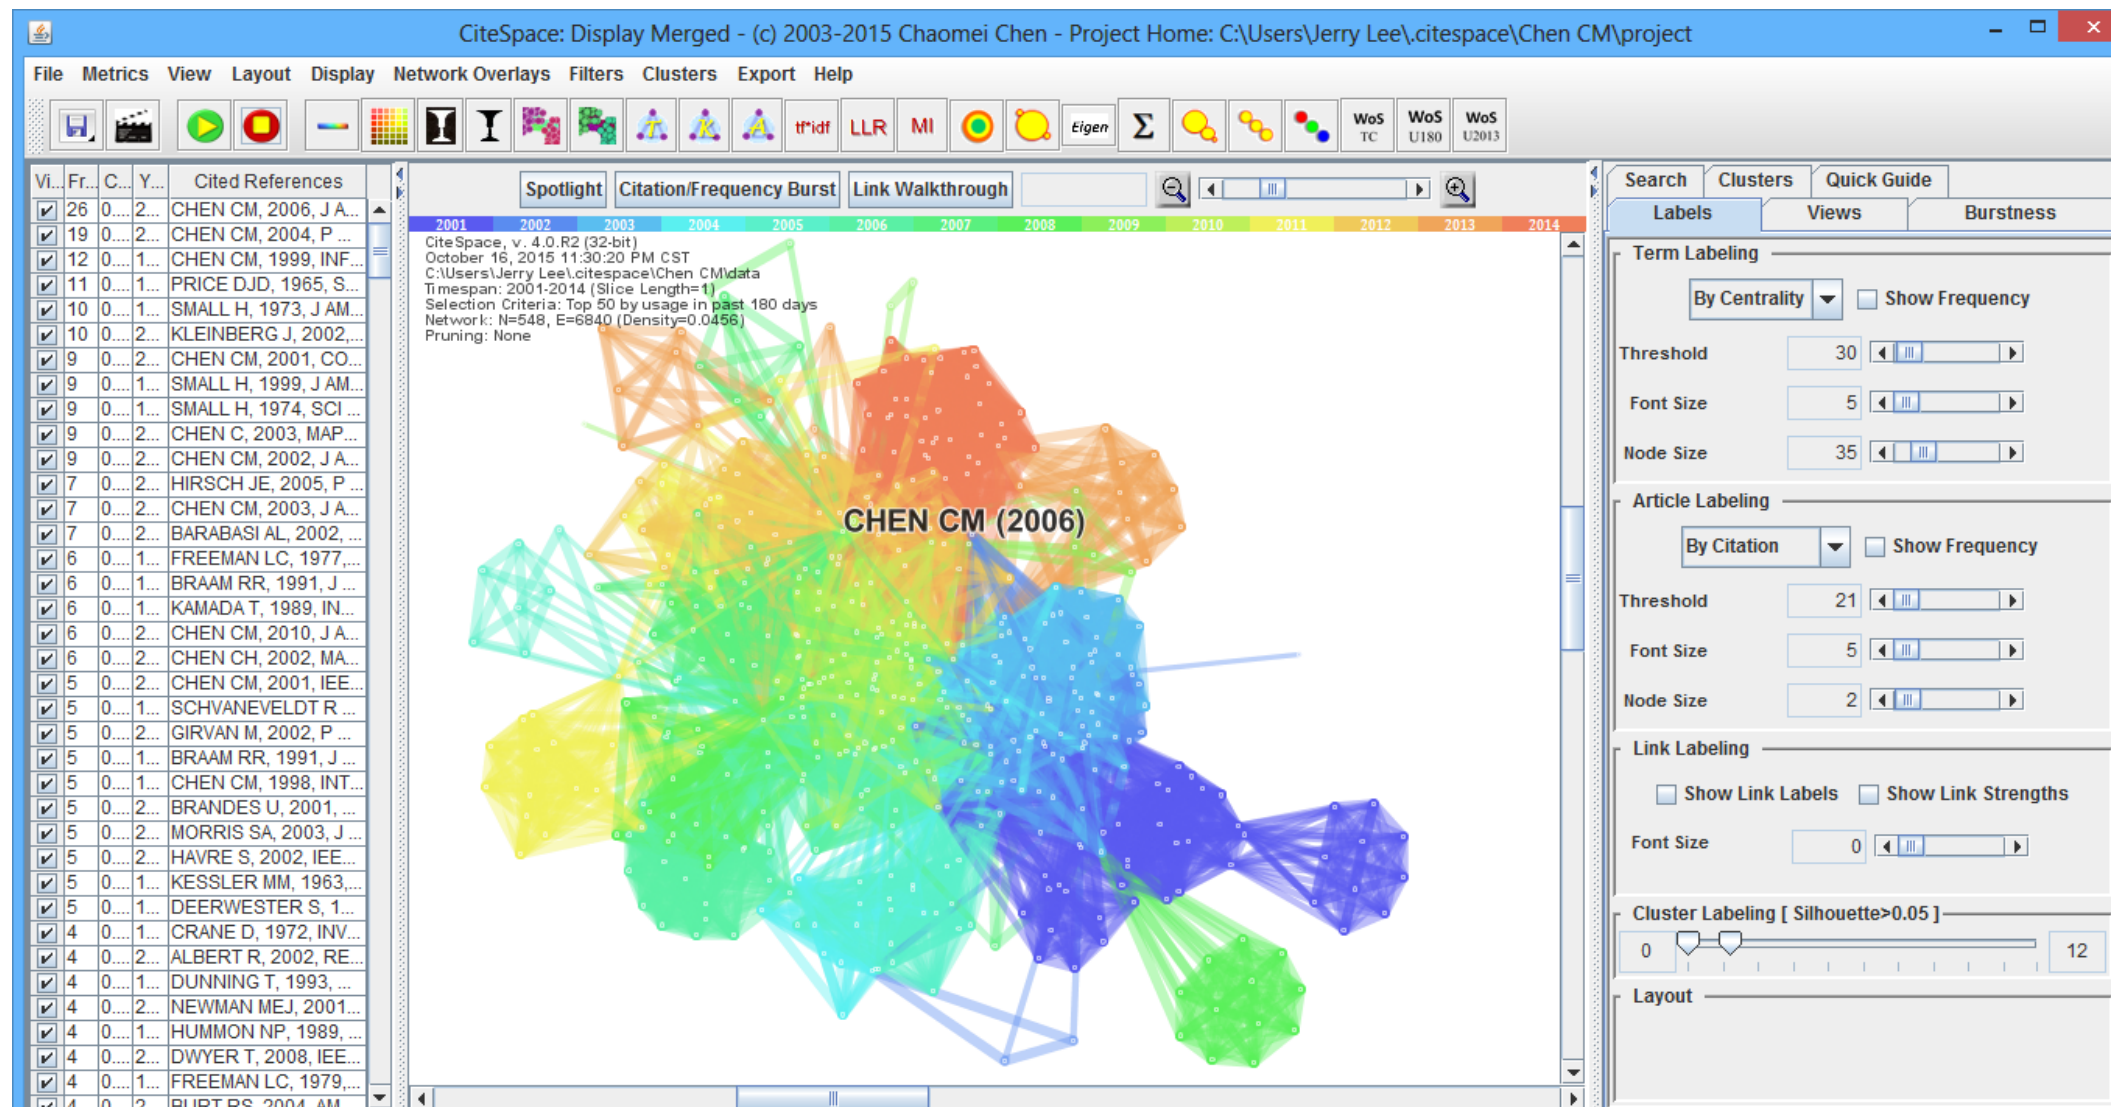 CiteSpace: Display Merged - (c) 2003-2015 Chaomei Chen - Project Home: C:\Users\Jerry Lee\.citespace\Chen CM\project
File Metrics View Layout Display Network Overlays Filters Clusters Export Help
T K A tf*idf LLR MI Eigen Σ WoS TC WoS U180 WoS U2013
Vi... Fr... C... Y... Cited References
26 0.... 2... CHEN CM, 2006, J A...
19 0.... 2... CHEN CM, 2004, P ...
12 0.... 1... CHEN CM, 1999, INF...
11 0.... 1... PRICE DJD, 1965, S...
10 0.... 1... SMALL H, 1973, J AM...
10 0.... 2... KLEINBERG J, 2002,...
9 0.... 2... CHEN CM, 2001, CO...
9 0.... 1... SMALL H, 1999, J AM...
9 0.... 1... SMALL H, 1974, SCI ...
9 0.... 2... CHEN C, 2003, MAP...
9 0.... 2... CHEN CM, 2002, J A...
7 0.... 2... HIRSCH JE, 2005, P ...
7 0.... 2... CHEN CM, 2003, J A...
7 0.... 2... BARABASI AL, 2002, ...
6 0.... 1... FREEMAN LC, 1977,...
6 0.... 1... BRAAM RR, 1991, J ...
6 0.... 1... KAMADA T, 1989, IN...
6 0.... 2... CHEN CM, 2010, J A...
6 0.... 2... CHEN CH, 2002, MA...
5 0.... 2... CHEN CM, 2001, IEE...
5 0.... 1... SCHVANEVELDT R ...
5 0.... 2... GIRVAN M, 2002, P ...
5 0.... 1... BRAAM RR, 1991, J ...
5 0.... 1... CHEN CM, 1998, INT...
5 0.... 2... BRANDES U, 2001, ...
5 0.... 2... MORRIS SA, 2003, J ...
5 0.... 2... HAVRE S, 2002, IEE...
5 0.... 1... KESSLER MM, 1963,...
5 0.... 1... DEERWESTER S, 1...
4 0.... 1... CRANE D, 1972, INV...
4 0.... 2... ALBERT R, 2002, RE...
4 0.... 1... DUNNING T, 1993, ...
4 0.... 2... NEWMAN MEJ, 2001...
4 0.... 1... HUMMON NP, 1989, ...
4 0.... 2... DWYER T, 2008, IEE...
4 0.... 1... FREEMAN LC, 1979,...
4 0.... 2... BURT RS, 2004, AM...
Spotlight Citation/Frequency Burst Link Walkthrough
2001 2002 2003 2004 2005 2006 2007 2008 2009 2010 2011 2012 2013 2014
CiteSpace, v. 4.0.R2 (32-bit)
October 16, 2015 11:30:20 PM CST
C:\Users\Jerry Lee\.citespace\Chen CM\data
Timespan: 2001-2014 (Slice Length=1)
Selection Criteria: Top 50 by usage in past 180 days
Network: N=548, E=6840 (Density=0.0456)
Pruning: None
CHEN CM (2006)
Search Clusters Quick Guide
Labels Views Burstness
Term Labeling
By Centrality Show Frequency
Threshold 30
Font Size 5
Node Size 35
Article Labeling
By Citation Show Frequency
Threshold 21
Font Size 5
Node Size 2
Link Labeling
Show Link Labels Show Link Strengths
Font Size 0
Cluster Labeling [ Silhouette>0.05 ]
0 12
Layout